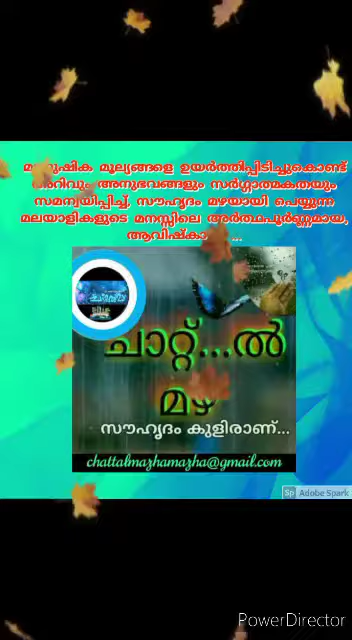 മാനുഷിക മൂല്യങ്ങളെ ഉയർത്തിപ്പിടിച്ചുകൊണ്ട്
അറിവും അനുഭവങ്ങളും സർഗ്ഗാത്മകതയും
സമന്വയിപ്പിച്ച്, സൗഹൃദം മഴയായി പെയ്യുന്ന
മലയാളികളുടെ മനസ്സിലെ അർത്ഥപൂർണ്ണമായ,
ചാറ്റ്...ൽ
മഴ
സൗഹൃദം കുളിരാണ്...
chattalmazhamazha@gmail.com
Sp Adobe Spark
PowerDirector